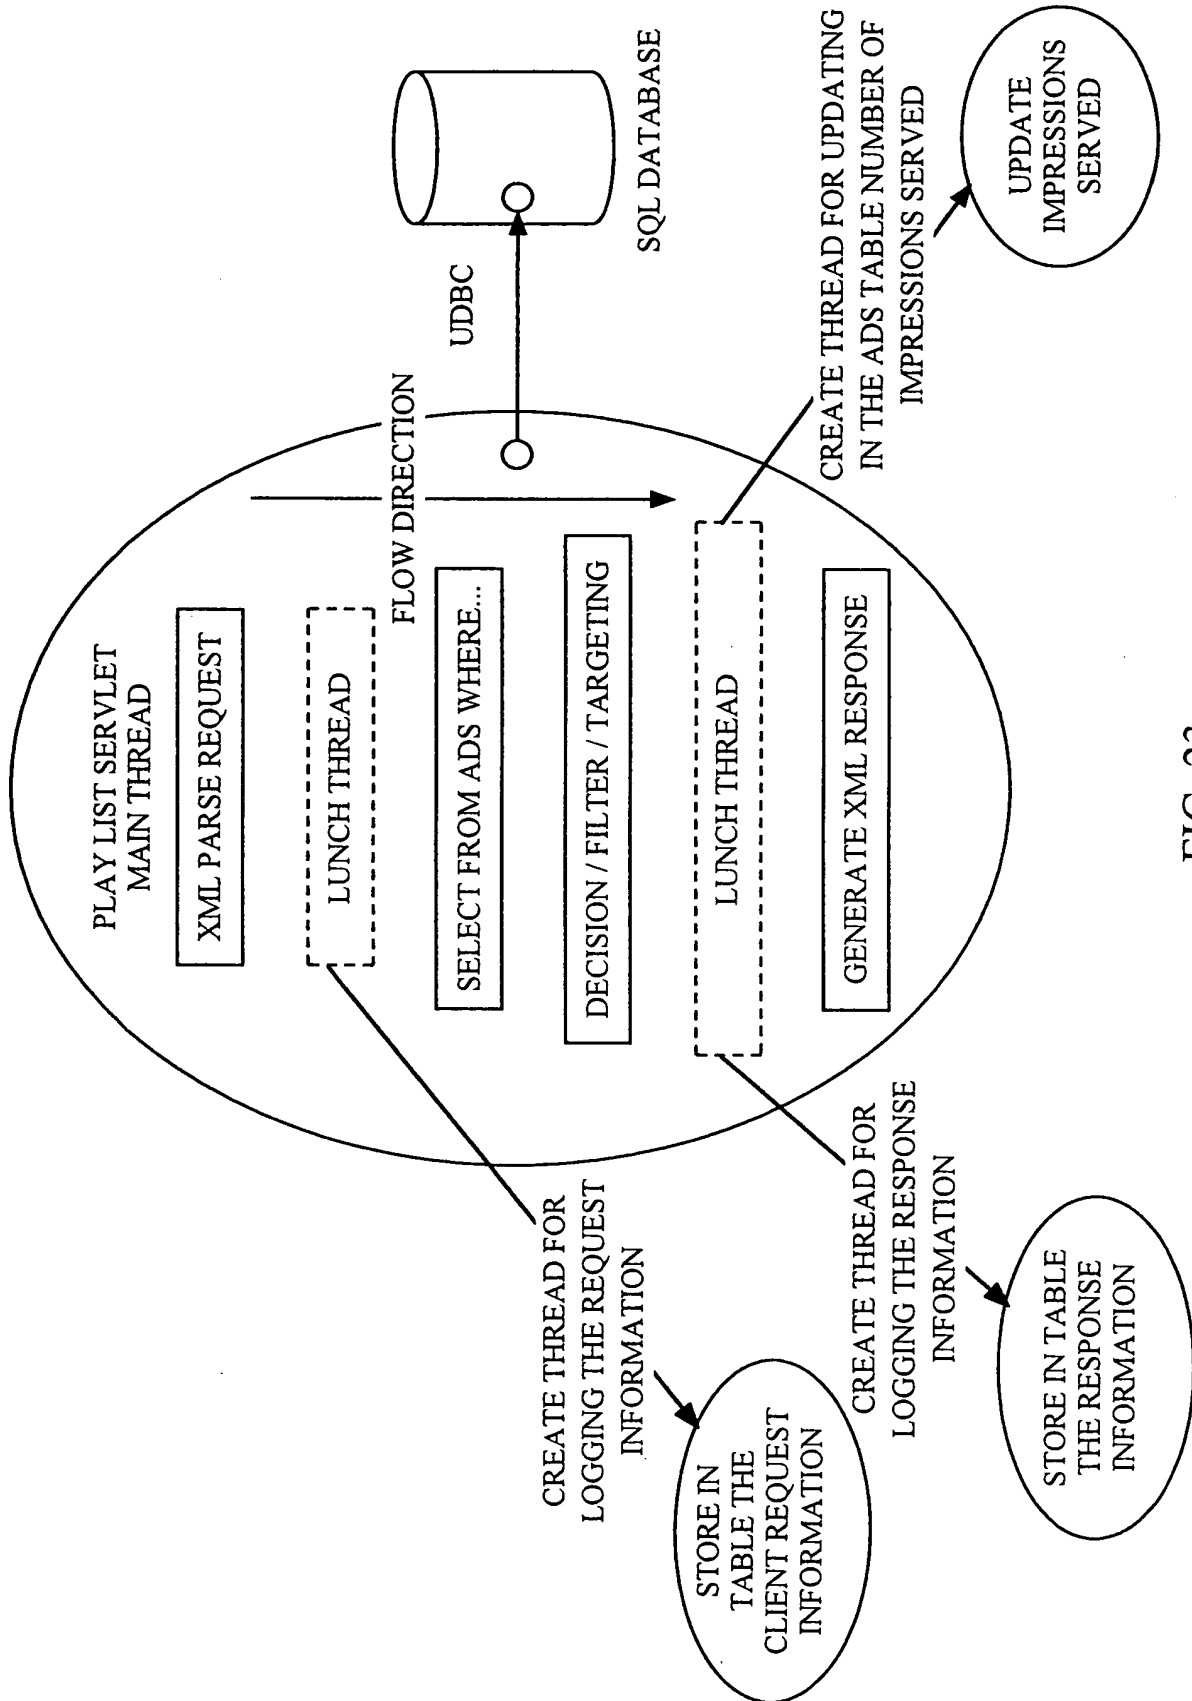 PLAY LIST SERVLET
MAIN THREAD
XML PARSE REQUEST
LUNCH THREAD
SELECT FROM ADS WHERE...
DECISION / FILTER / TARGETING
LUNCH THREAD
GENERATE XML RESPONSE
FLOW DIRECTION
UDBC
SQL DATABASE
CREATE THREAD FOR
LOGGING THE REQUEST
INFORMATION
STORE IN
TABLE THE
CLIENT REQUEST
INFORMATION
CREATE THREAD FOR
LOGGING THE RESPONSE
INFORMATION
STORE IN TABLE
THE RESPONSE
INFORMATION
CREATE THREAD FOR UPDATING
IN THE ADS TABLE NUMBER OF
IMPRESSIONS SERVED
UPDATE
IMPRESSIONS
SERVED
FIG.